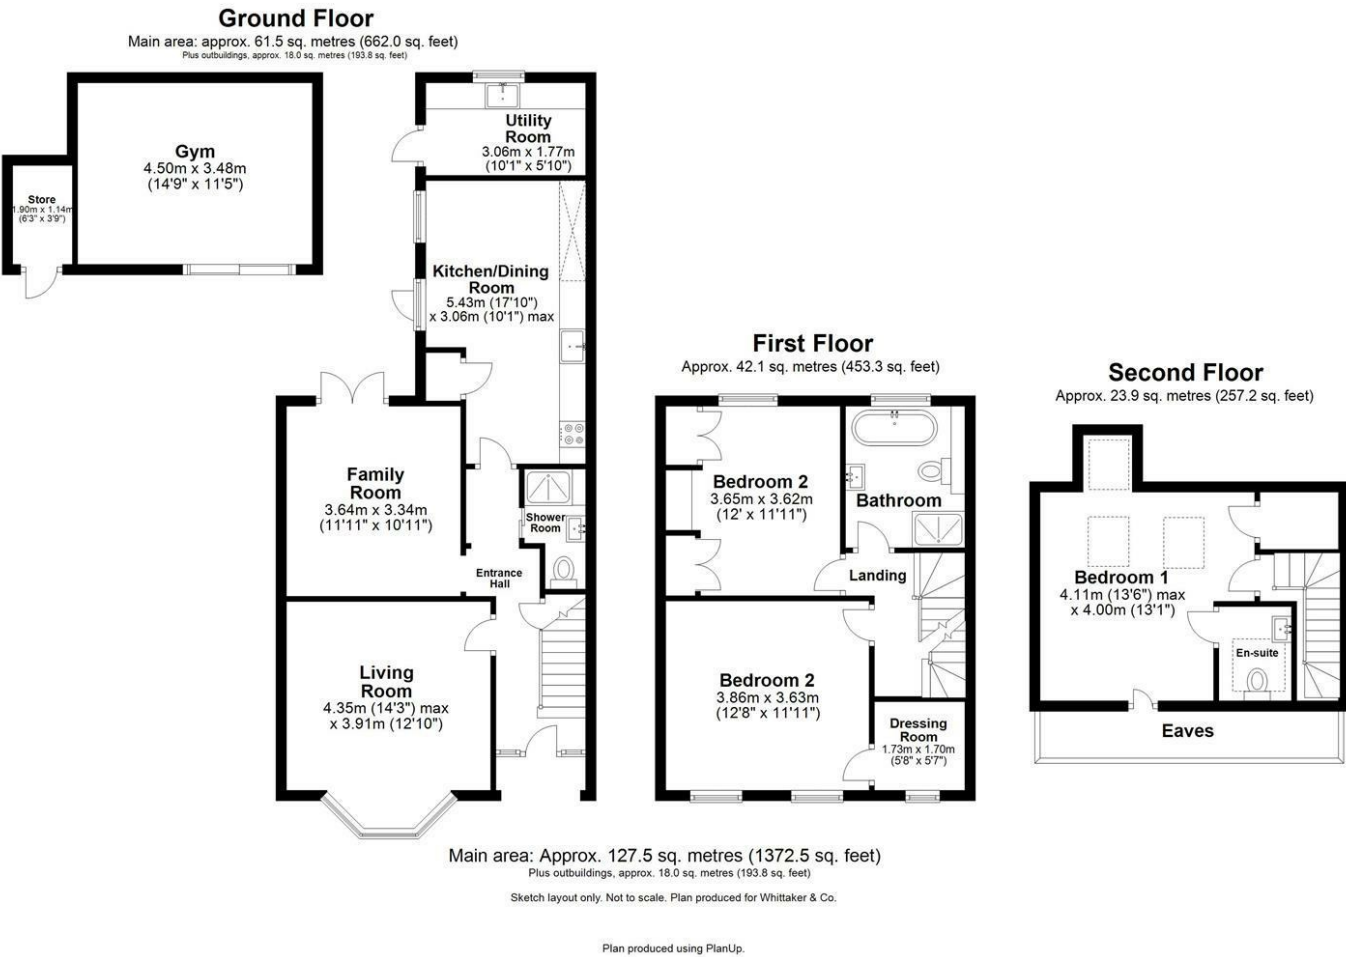 Ground Floor
Main area: approx. 61.5 sq. metres (662.0 sq. feet)
Plus outbuildings, approx. 18.0 sq. metres (193.8 sq. feet)
Gym
4.50m x 3.48m
(14'9" x 11'5")
Store
1.90m x 1.14m
(6'3" x 3'9")
Utility
Room
3.06m x 1.77m
(10'1" x 5'10")
Kitchen/Dining
Room
5.43m (17'10")
x 3.06m (10'1") max
Family
Room
3.64m x 3.34m
(11'11" x 10'11")
Shower
Room
Entrance
Hall
Living
Room
4.35m (14'3") max
x 3.91m (12'10")
First Floor
Approx. 42.1 sq. metres (453.3 sq. feet)
Bedroom 2
3.65m x 3.62m
(12' x 11'11")
Bathroom
Landing
Bedroom 2
3.86m x 3.63m
(12'8" x 11'11")
Dressing
Room
1.73m x 1.70m
(5'8" x 5'7")
Second Floor
Approx. 23.9 sq. metres (257.2 sq. feet)
Bedroom 1
4.11m (13'6") max
x 4.00m (13'1")
En-suite
Eaves
Main area: Approx. 127.5 sq. metres (1372.5 sq. feet)
Plus outbuildings, approx. 18.0 sq. metres (193.8 sq. feet)
Sketch layout only. Not to scale. Plan produced for Whittaker & Co.
Plan produced using PlanUp.